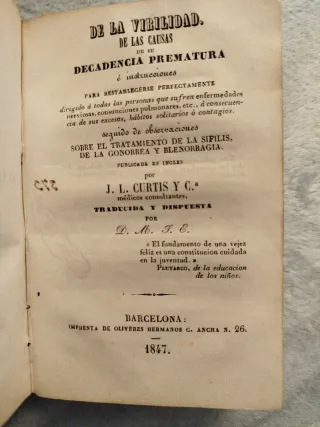 DE LA VIRILIDAD.
DE LAS CAUSAS
DE SU
DECADENCIA PREMATURA
ó instrucciones
PARA RESTABLECERSE PERFECTAMENTE
dirigido á todas las personas que sufren enfermedades
nerviosas, consunciones pulmonares, etc., á consecuen-
cia de sus excesos, hábitos solitarios ó contagios.
seguido de observaciones
SOBRE EL TRATAMIENTO DE LA SIFILIS,
DE LA GONORREA Y BLENORRAGIA.
PUBLICADA EN INGLES
por
J. L. CURTIS Y C.ª
médicos consultantes,
TRADUCIDA Y DISPUESTA
POR
D. M. J. E.
« El fondamento de una vejez
feliz es una constitucion cuidada
en la juventud. »
PLUTARCO, de la educacion
de los niños.
BARCELONA:
IMPRENTA DE OLIVERES HERMANOS C. ANCHA N. 26.
1847.